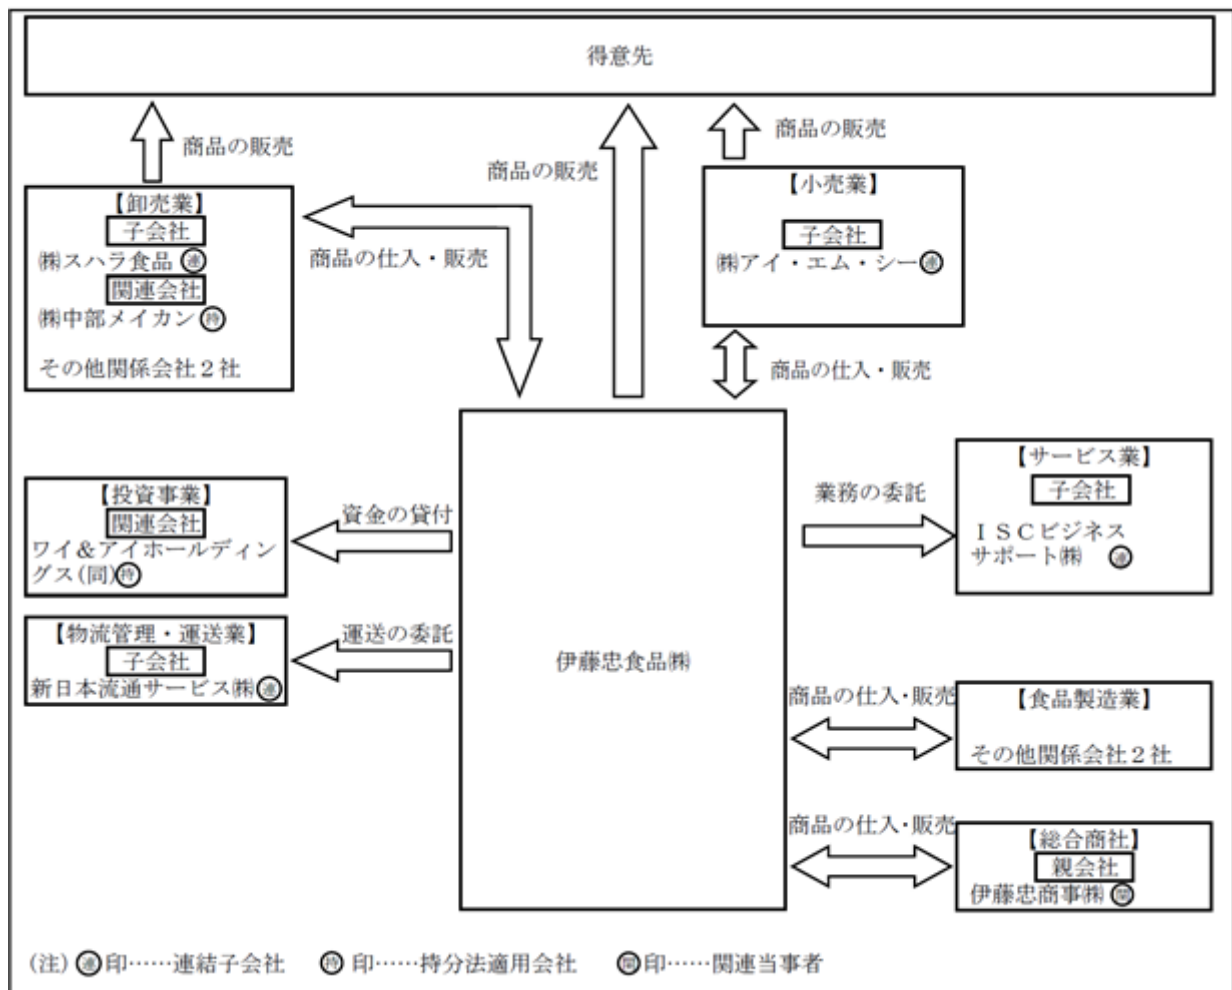 得意先
商品の販売
商品の販売
商品の販売
【卸売業】
子会社
㈱スハラ食品 ㊤連
関連会社
㈱中部メイカン 持
その他関係会社2社
商品の仕入・販売
【小売業】
子会社
㈱アイ・エム・シー 連
商品の仕入・販売
【投資事業】
関連会社
ワイ&アイホールディン
グス(同) 持
資金の貸付
業務の委託
【サービス業】
子会社
ISCビジネス
サポート㈱ 連
【物流管理・運送業】
子会社
新日本流通サービス㈱ 連
運送の委託
伊藤忠食品㈱
商品の仕入・販売
【食品製造業】
その他関係会社2社
商品の仕入・販売
【総合商社】
親会社
伊藤忠商事㈱ 関
(注) 連 印……連結子会社 持 印……持分法適用会社 関 印……関連当事者